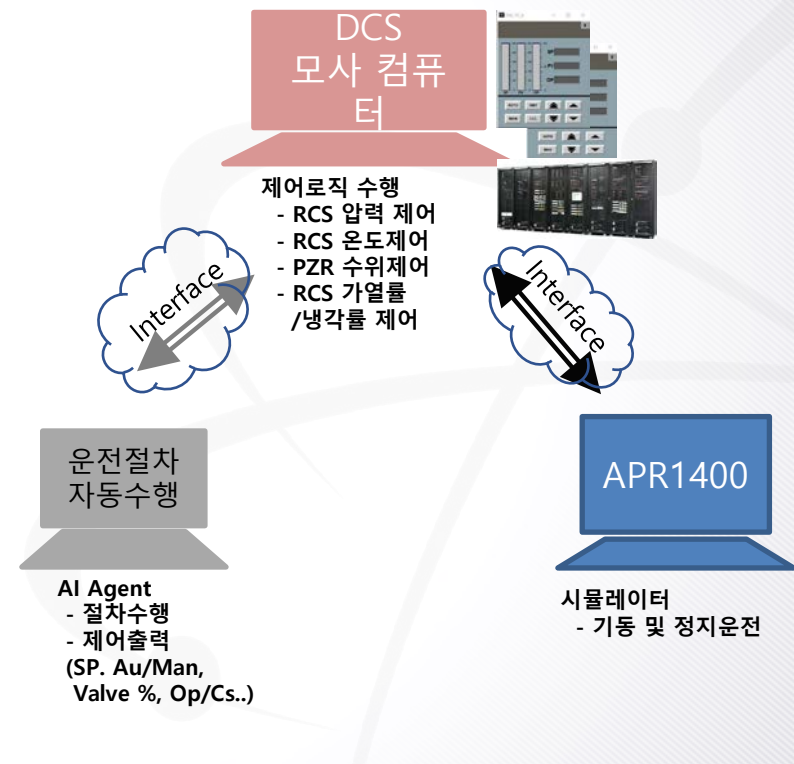 DCS
모사 컴퓨
터
제어로직 수행
- RCS 압력 제어
- RCS 온도제어
- PZR 수위제어
- RCS 가열률
/냉각률 제어
Interface
Interface
운전절차
자동수행
APR1400
AI Agent
- 절차수행
- 제어출력
(SP. Au/Man,
Valve %, Op/Cs..)
시뮬레이터
- 기동 및 정지운전